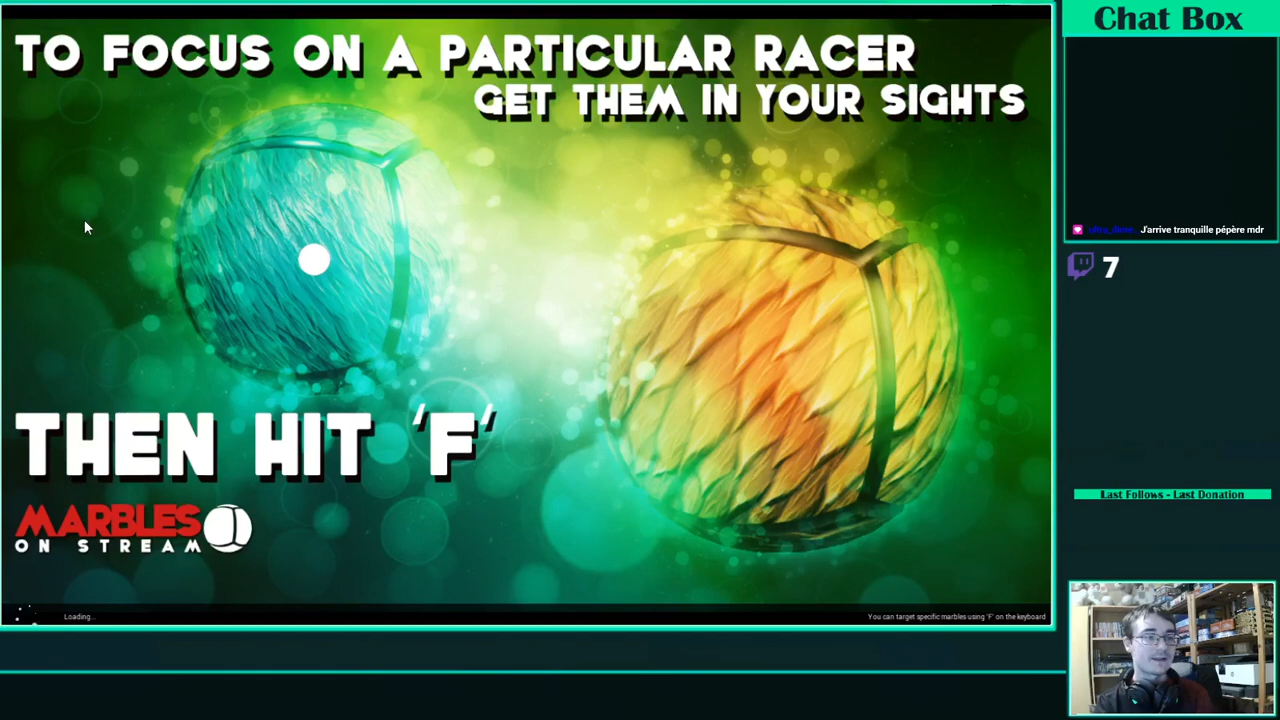 TO FOCUS ON A PARTICULAR RACER
GET THEM IN YOUR SIGHTS
THEN HIT 'F'
MARBLES
ON STREAM
Loading...
You can target specific marbles using 'F' on the keyboard
Chat Box
J'arrive tranquille pépère mdr
7
Last Follows - Last Donation